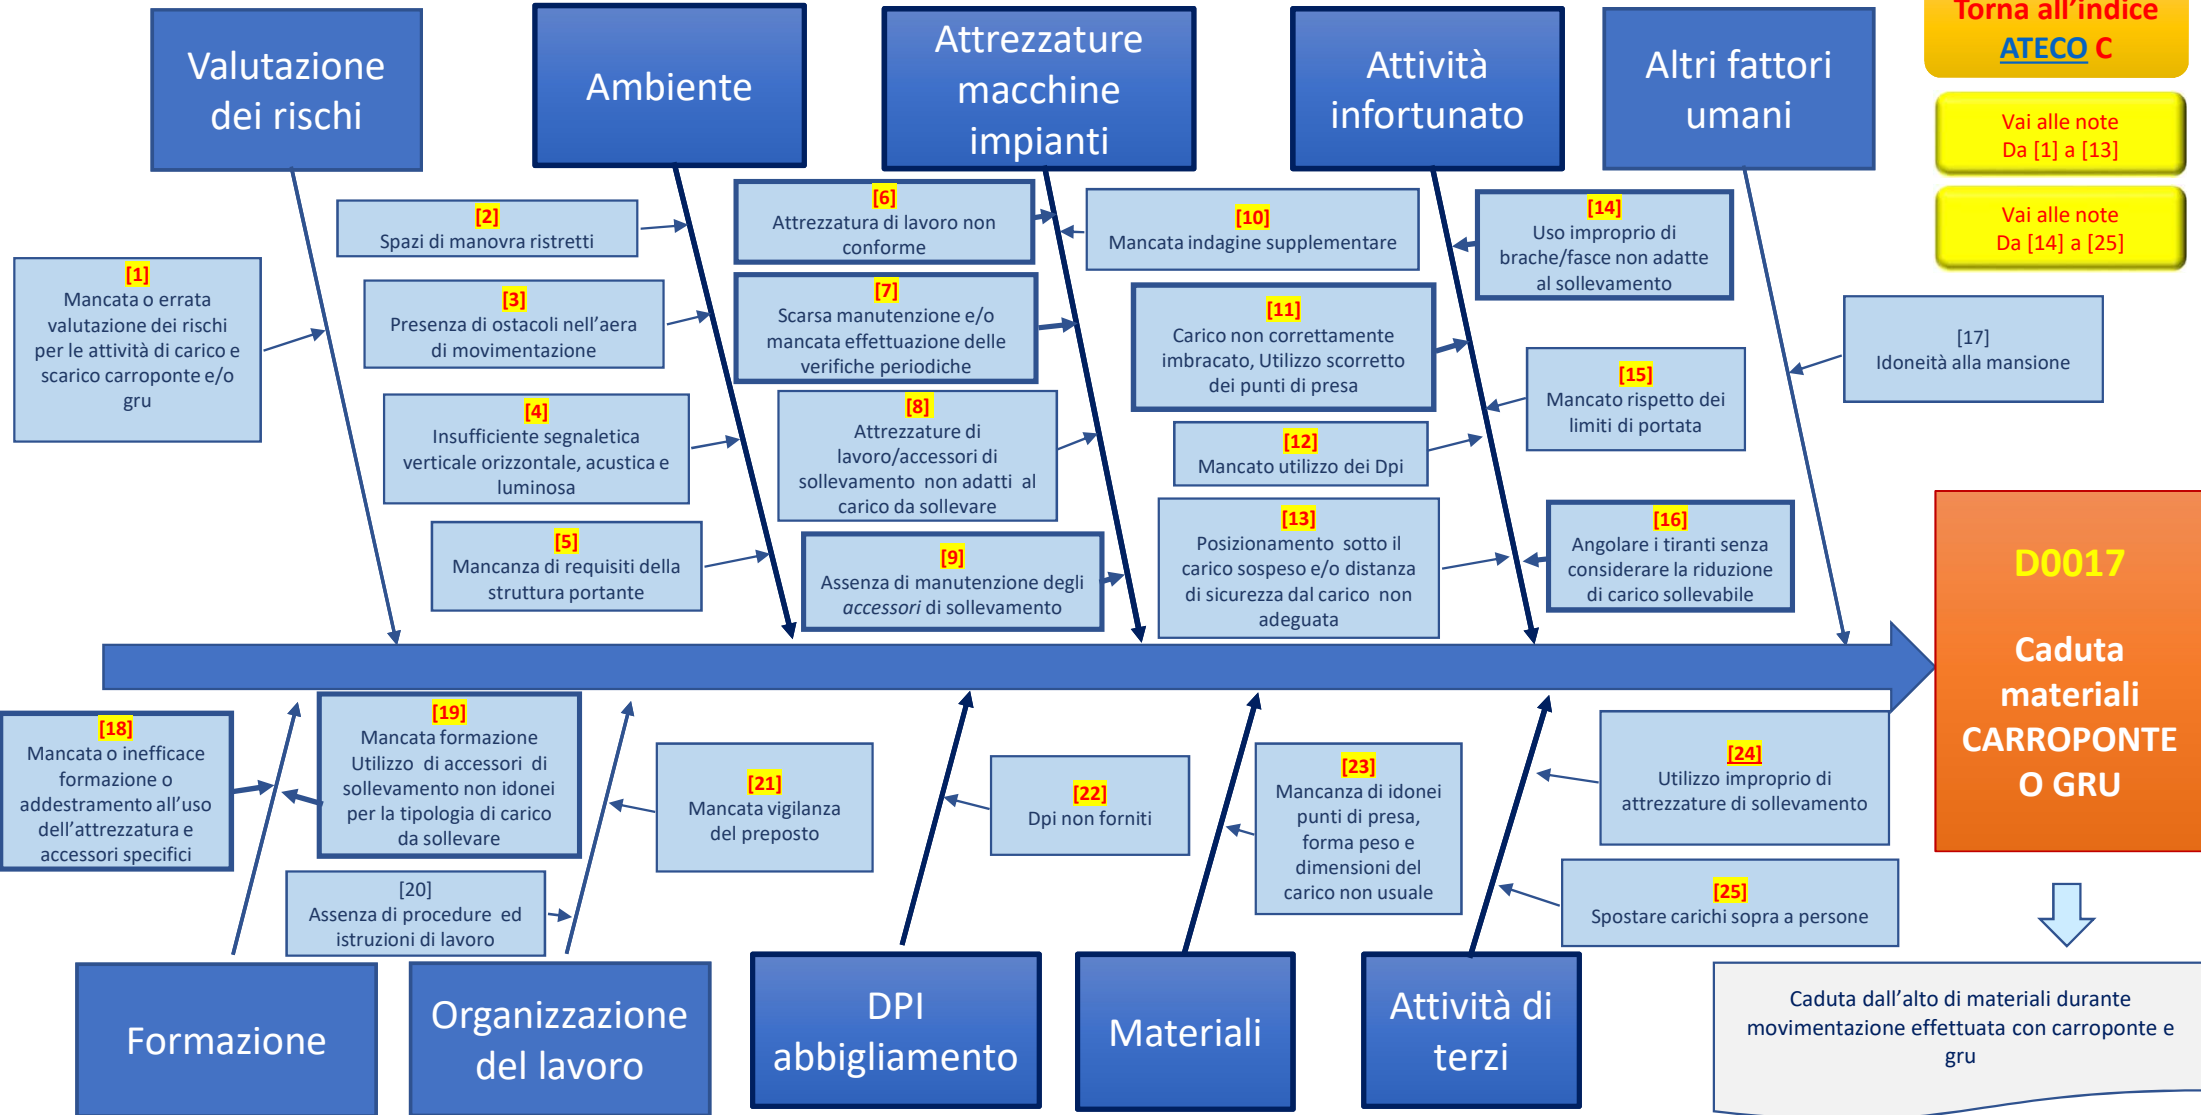 Valutazione
dei rischi
Ambiente
Attrezzature
macchine
impianti
Attività
infortunato
Altri fattori
umani
Torna all'indice
ATECO C
Vai alle note
Da [1] a [13]
Vai alle note
Da [14] a [25]
[1]
Mancata o errata
valutazione dei rischi
per le attività di carico e
scarico carroponte e/o
gru
[2]
Spazi di manovra ristretti
[3]
Presenza di ostacoli nell'aera
di movimentazione
[4]
Insufficiente segnaletica
verticale orizzontale, acustica e
luminosa
[5]
Mancanza di requisiti della
struttura portante
[6]
Attrezzatura di lavoro non
conforme
[7]
Scarsa manutenzione e/o
mancata effettuazione delle
verifiche periodiche
[8]
Attrezzature di
lavoro/accessori di
sollevamento non adatti al
carico da sollevare
[9]
Assenza di manutenzione degli
accessori di sollevamento
[10]
Mancata indagine supplementare
[11]
Carico non correttamente
imbracato, Utilizzo scorretto
dei punti di presa
[12]
Mancato utilizzo dei Dpi
[13]
Posizionamento sotto il
carico sospeso e/o distanza
di sicurezza dal carico non
adeguata
[14]
Uso improprio di
brache/fasce non adatte
al sollevamento
[15]
Mancato rispetto dei
limiti di portata
[16]
Angolare i tiranti senza
considerare la riduzione
di carico sollevabile
[17]
Idoneità alla mansione
D0017
Caduta
materiali
CARROPONTE
O GRU
[18]
Mancata o inefficace
formazione o
addestramento all'uso
dell'attrezzatura e
accessori specifici
[19]
Mancata formazione
Utilizzo di accessori di
sollevamento non idonei
per la tipologia di carico
da sollevare
[20]
Assenza di procedure ed
istruzioni di lavoro
[21]
Mancata vigilanza
del preposto
[22]
Dpi non forniti
[23]
Mancanza di idonei
punti di presa,
forma peso e
dimensioni del
carico non usuale
[24]
Utilizzo improprio di
attrezzature di sollevamento
[25]
Spostare carichi sopra a persone
Formazione
Organizzazione
del lavoro
DPI
abbigliamento
Materiali
Attività di
terzi
Caduta dall'alto di materiali durante
movimentazione effettuata con carroponte e
gru